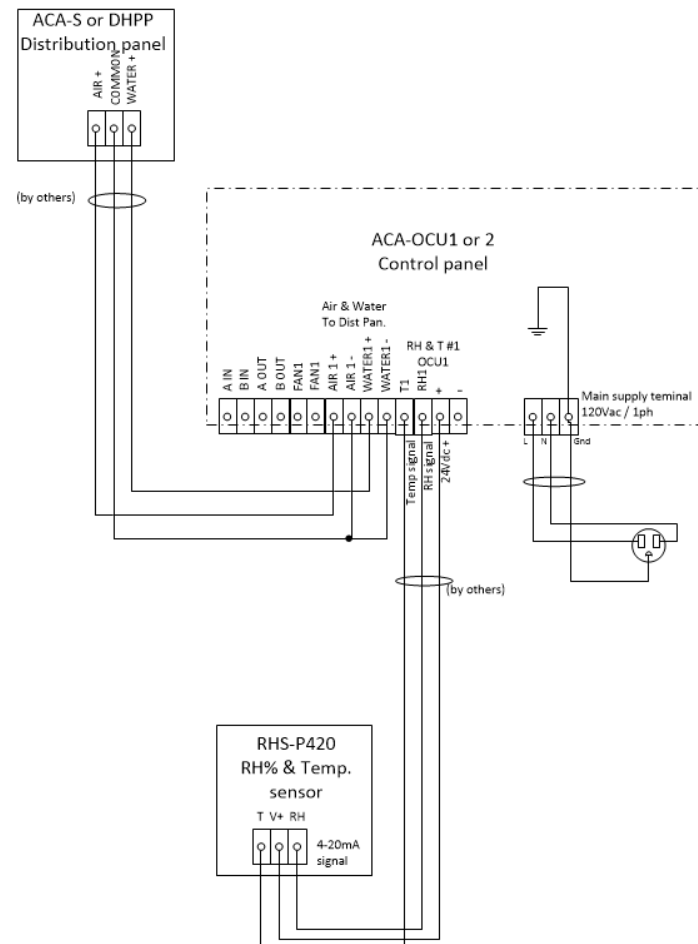 ACA-S or DHPP
Distribution panel
AIR +
COMMON
WATER +
(by others)
ACA-OCU1 or 2
Control panel
Air & Water
To Dist Pan.
RH & T #1
OCU1
A IN
B IN
A OUT
B OUT
FAN1
FAN1
AIR 1 +
AIR 1 -
WATER1 +
WATER1 -
T1
RH1
+
-
Main supply teminal
120Vac / 1ph
L
N
Gnd
Temp signal
RH signal
24Vdc +
(by others)
RHS-P420
RH% & Temp.
sensor
T V+ RH
4-20mA
signal